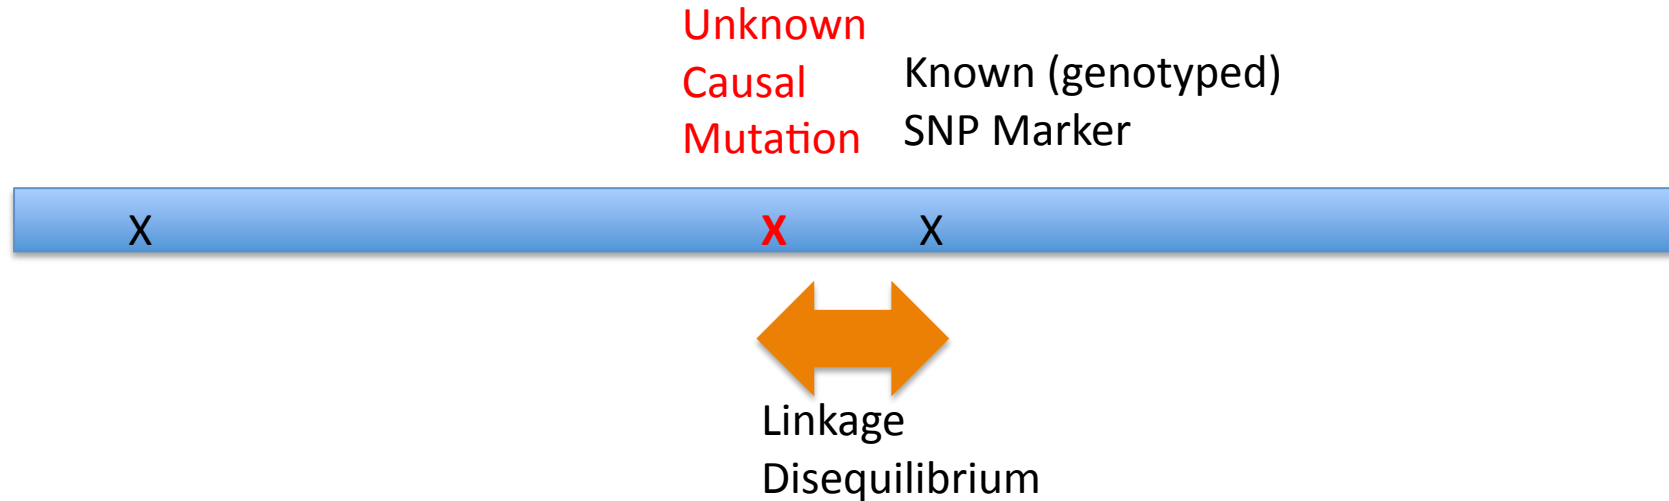 Unknown
Causal
Mutation
Known (genotyped)
SNP Marker
X
X
X
Linkage
Disequilibrium